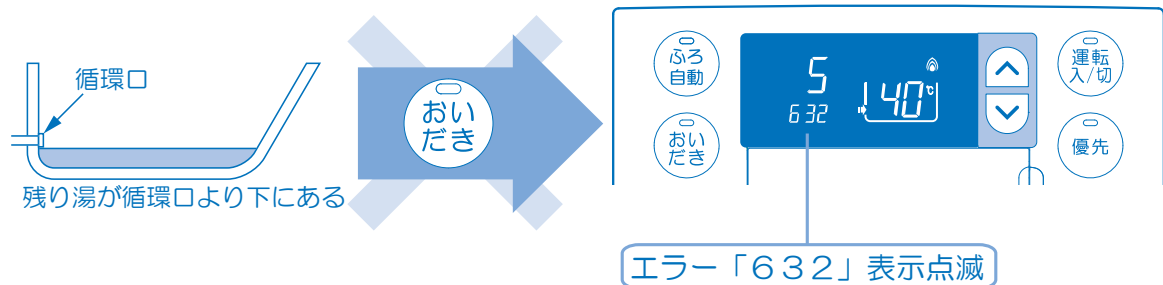 循環口
残り湯が循環口より下にある
おい
だき
ふろ
自動
おい
だき
5
632
40℃
運転
入/切
優先
エラー「632」表示点滅